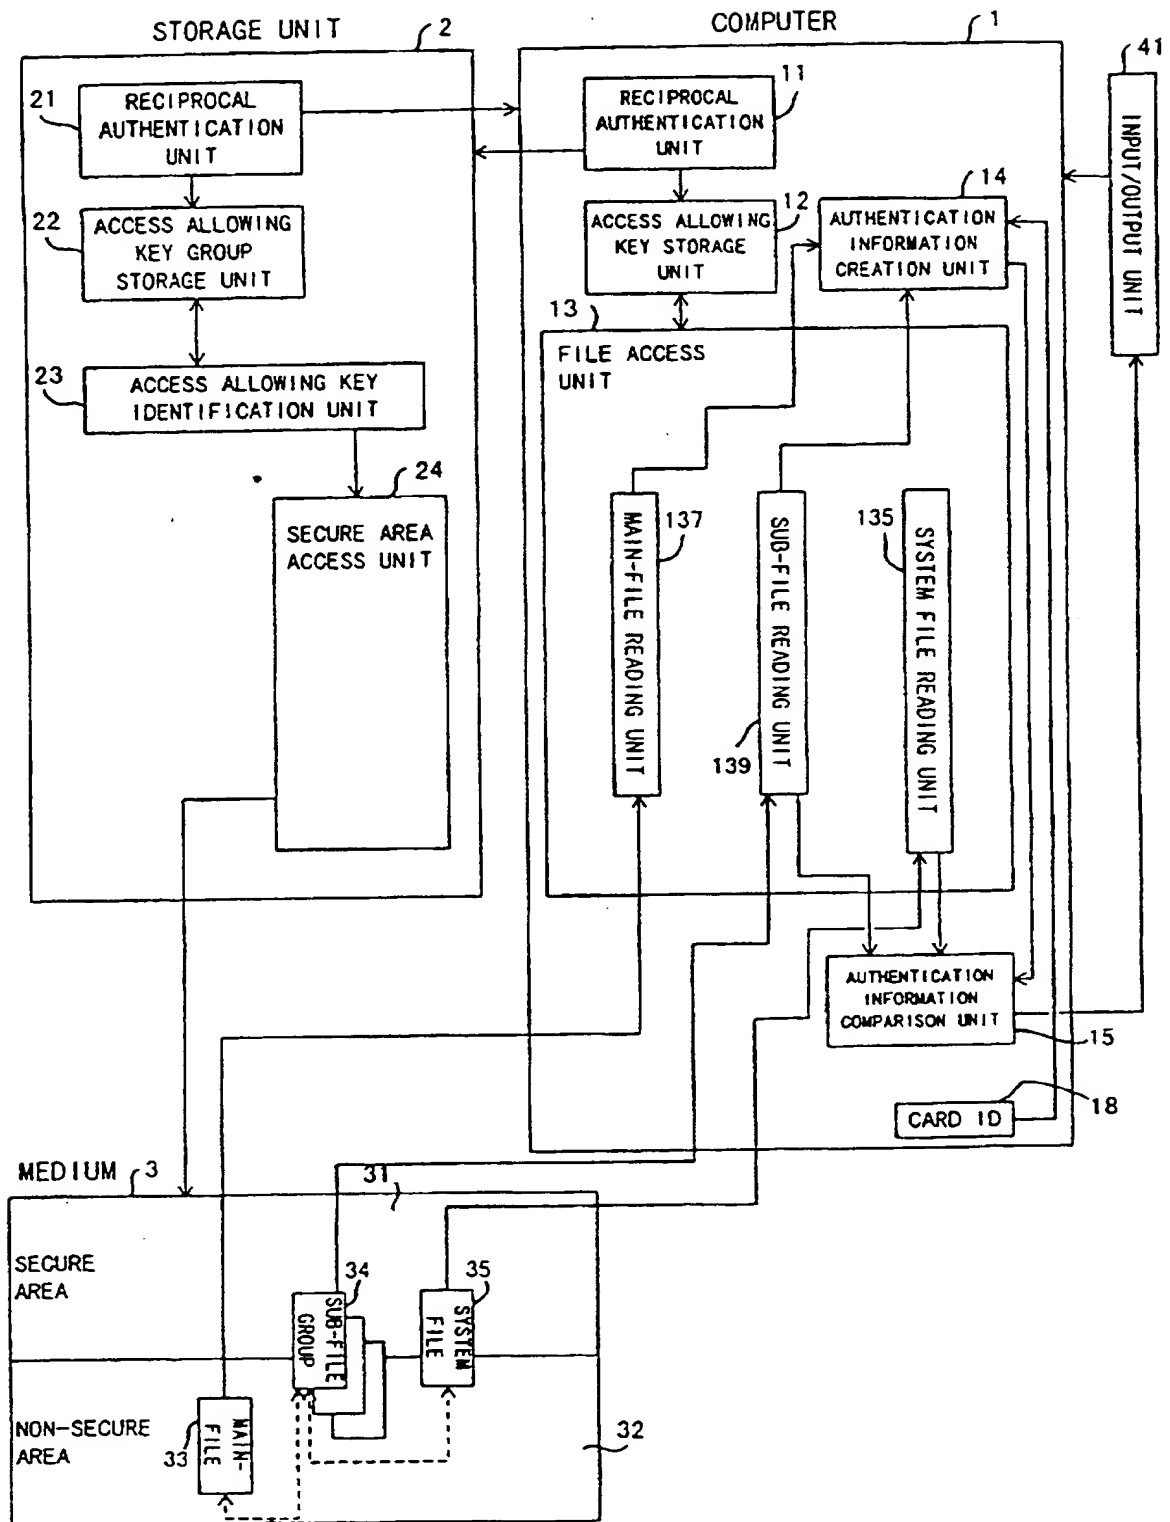 STORAGE UNIT
2
COMPUTER
1
41
INPUT/OUTPUT UNIT
21
RECIPROCAL
AUTHENTICATION
UNIT
11
RECIPROCAL
AUTHENTICATION
UNIT
22
ACCESS ALLOWING
KEY GROUP
STORAGE UNIT
12
ACCESS ALLOWING
KEY STORAGE
UNIT
14
AUTHENTICATION
INFORMATION
CREATION UNIT
13
FILE ACCESS
UNIT
23
ACCESS ALLOWING KEY
IDENTIFICATION UNIT
24
SECURE AREA
ACCESS UNIT
137
MAIN-FILE READING UNIT
SUB-FILE READING UNIT
139
135
SYSTEM FILE READING UNIT
AUTHENTICATION
INFORMATION
COMPARISON UNIT
15
CARD ID
18
MEDIUM
3
31
SECURE
AREA
34
SUB-FILE
GROUP
35
SYSTEM
FILE
NON-SECURE
AREA
33
MAIN-
FILE
32